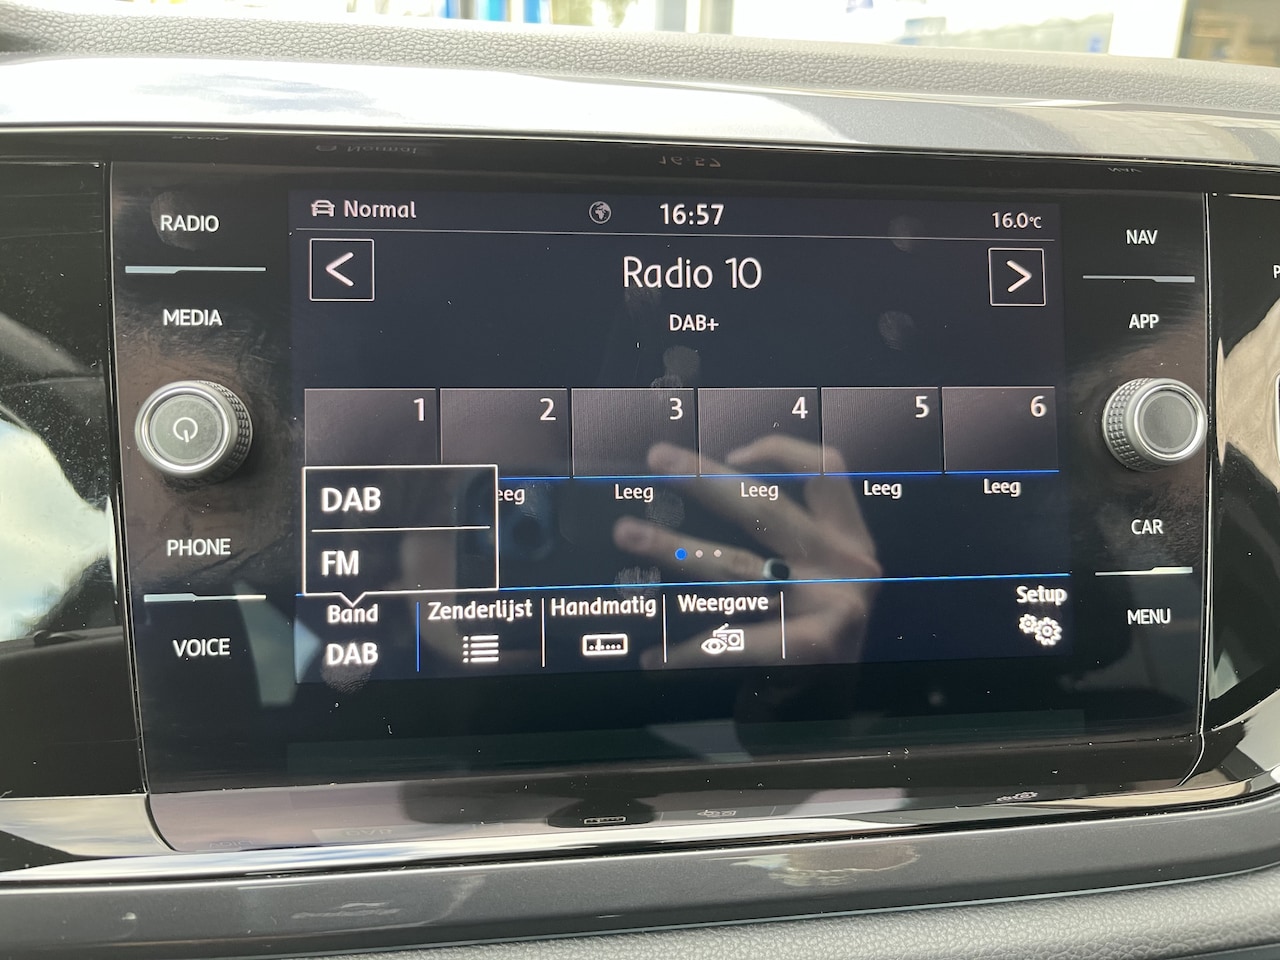 RADIO
MEDIA
PHONE
VOICE
Normal
16:57
16.0°C
<
Radio 10
>
DAB+
1
2
3
4
5
6
Leeg
Leeg
Leeg
Leeg
DAB
FM
Band
DAB
Zenderlijst
Handmatig
Weergave
Setup
NAV
APP
CAR
MENU